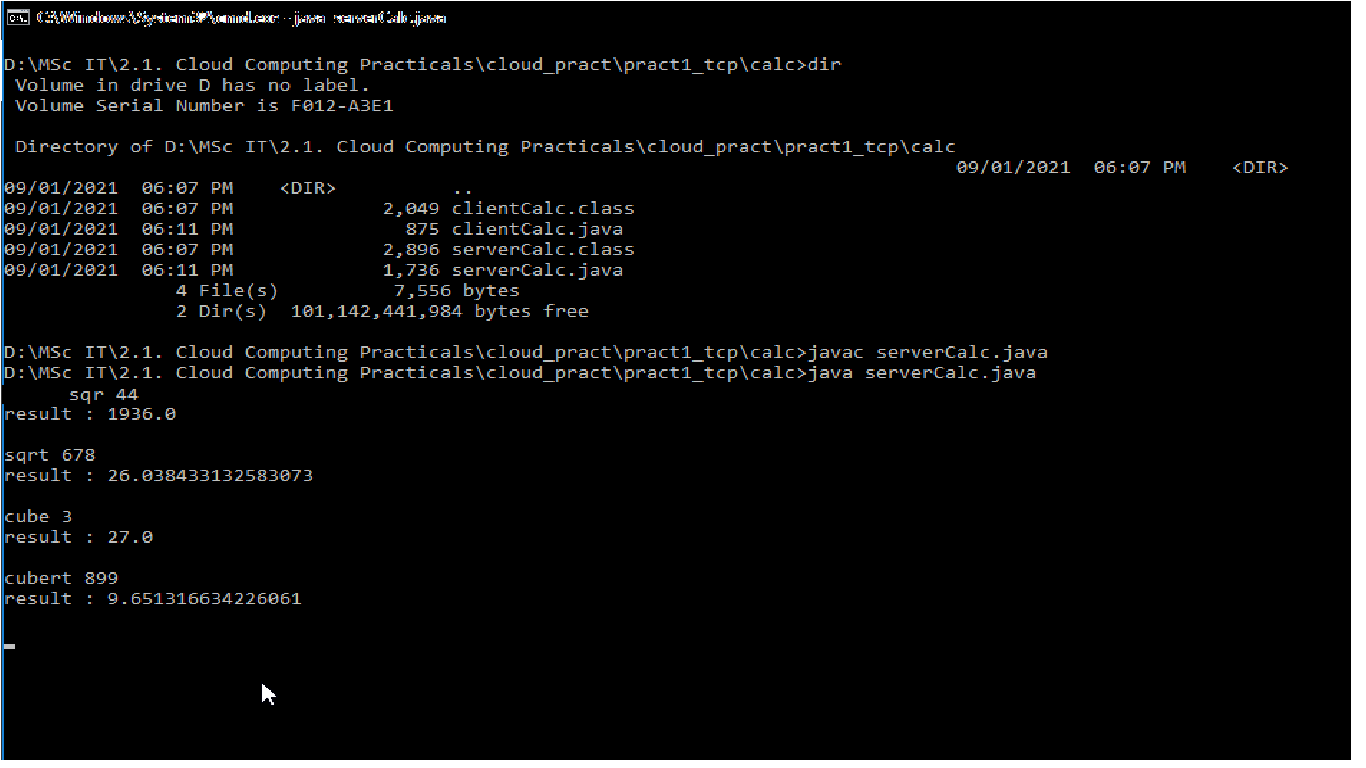 C:\Windows\System32\cmd.exe - java serverCalc.java
D:\MSc IT\2.1. Cloud Computing Practicals\cloud_pract\pract1_tcp\calc>dir
Volume in drive D has no label.
Volume Serial Number is F012-A3E1
Directory of D:\MSc IT\2.1. Cloud Computing Practicals\cloud_pract\pract1_tcp\calc
09/01/2021 06:07 PM <DIR>
09/01/2021 06:07 PM <DIR> ..
09/01/2021 06:07 PM 2,049 clientCalc.class
09/01/2021 06:11 PM 875 clientCalc.java
09/01/2021 06:07 PM 2,896 serverCalc.class
09/01/2021 06:11 PM 1,736 serverCalc.java
4 File(s) 7,556 bytes
2 Dir(s) 101,142,441,984 bytes free
D:\MSc IT\2.1. Cloud Computing Practicals\cloud_pract\pract1_tcp\calc>javac serverCalc.java
D:\MSc IT\2.1. Cloud Computing Practicals\cloud_pract\pract1_tcp\calc>java serverCalc.java
sqr 44
result : 1936.0
sqrt 678
result : 26.038433132583073
cube 3
result : 27.0
cubert 899
result : 9.651316634226061